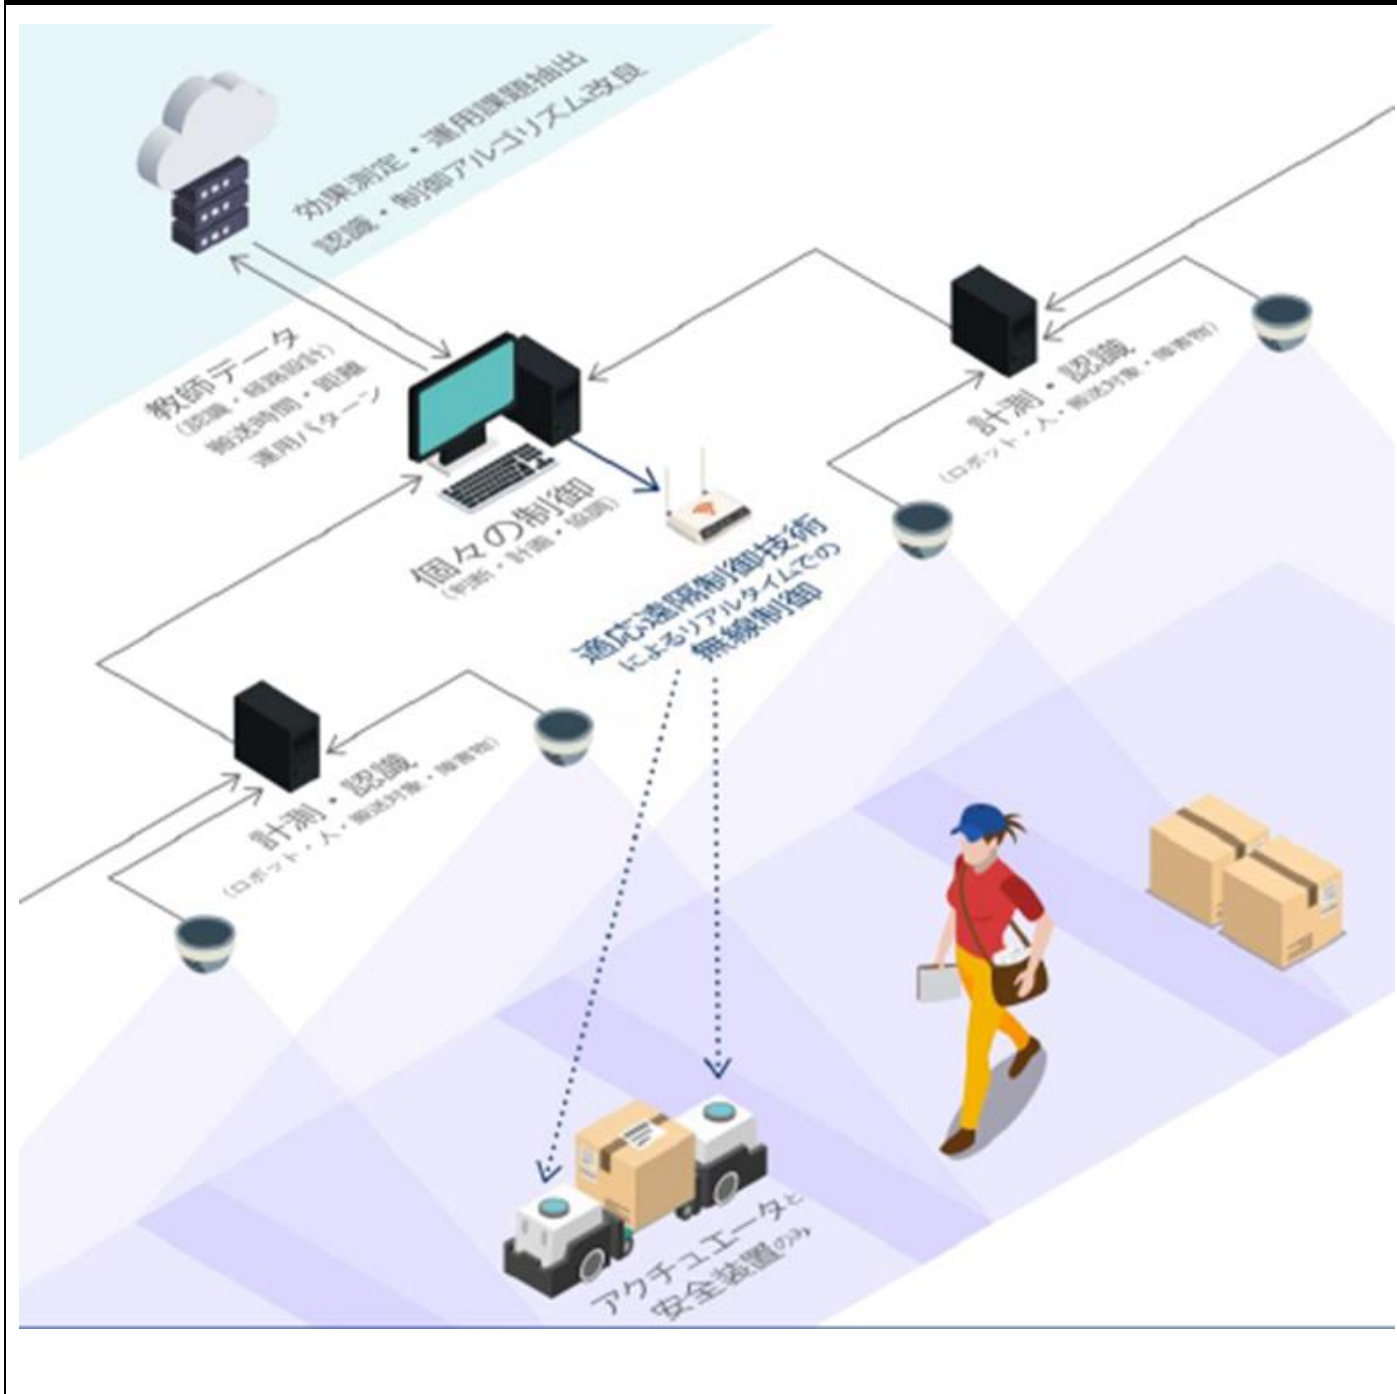 効果測定・運用課題抽出
認識・制御アルゴリズム改良
教師データ
(認識・経路設計)
搬送時間・距離
運用パターン
計測・認識
(ロボット・人・搬送対象・障害物)
個々の制御
(判断・計画・協調)
適応遠隔制御技術
によるリアルタイムでの
無線制御
計測・認識
(ロボット・人・搬送対象・障害物)
アクチュエータと
安全装置のみ